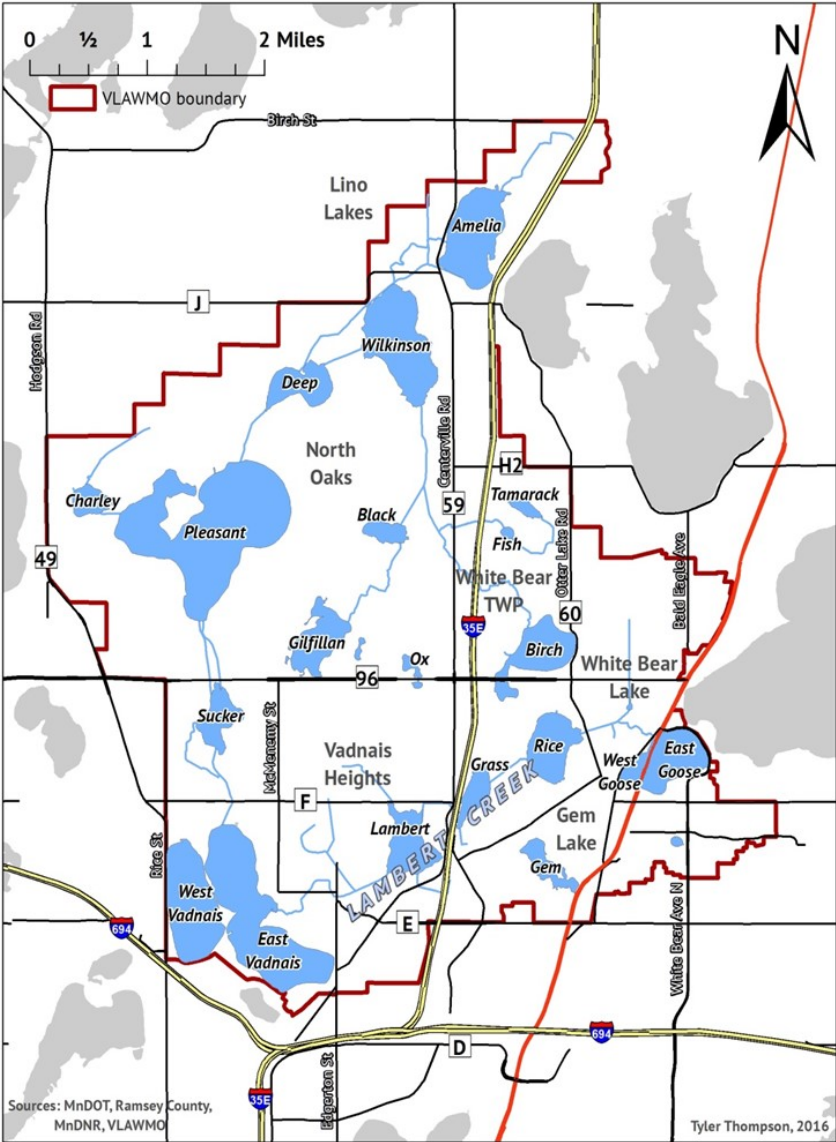 0 ½ 1 2 Miles
VLAWMO boundary
N
Birch St
Lino
Lakes
Amelia
J
Hodgson Rd
Wilkinson
Deep
Centerville Rd
North
Oaks
H2
Charley
Tamarack
59
Black
Pleasant
Otter Lake Rd
Fish
49
Bald Eagle Ave
White Bear
TWP
60
35E
Gilfillan
Birch
Ox
White Bear
Lake
96
Sucker
McMenemy St
Rice
East
Goose
Vadnais
Heights
Grass
West
Goose
F
LAMBERT CREEK
Lambert
Gem
Lake
Rice St
Gem
West
Vadnais
E
694
East
Vadnais
White Bear Ave N
694
D
Edgerton St
35E
Sources: MnDOT, Ramsey County,
MnDNR, VLAWMO
Tyler Thompson, 2016